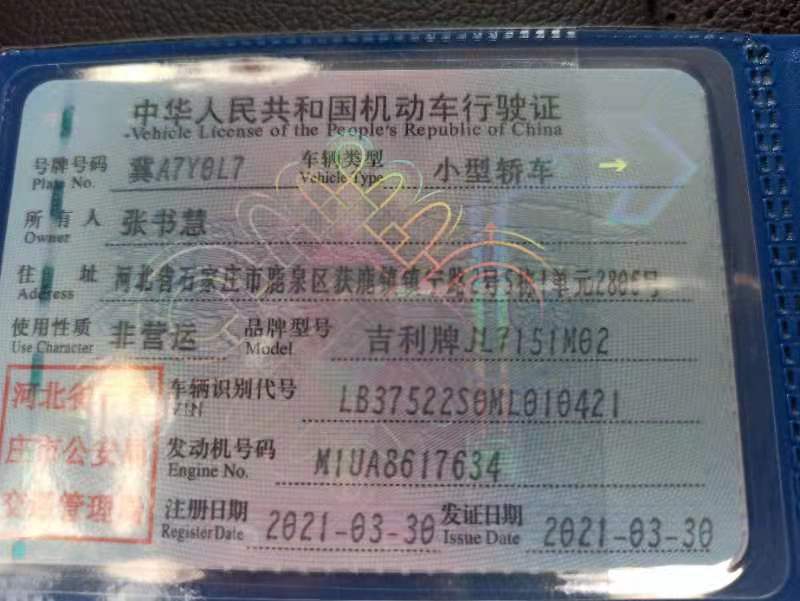 中华人民共和国机动车行驶证
Vehicle License of the People's Republic of China
号牌号码 冀A7Y0L7 车辆类型 小型轿车
Plate No. Vehicle Type
所有人 张书慧
Owner
住址 河北省石家庄市鹿泉区获鹿镇镇宁路2号5栋1单元2806号
Address
使用性质 非营运 品牌型号 吉利牌JL7151M02
Use Character Model
河北省 车辆识别代号 LB37522S0ML010421
VIN
庄市公安局 发动机号码 M1UA8617634
Engine No.
交通管理 注册日期 2021-03-30 发证日期 2021-03-30
Register Date Issue Date